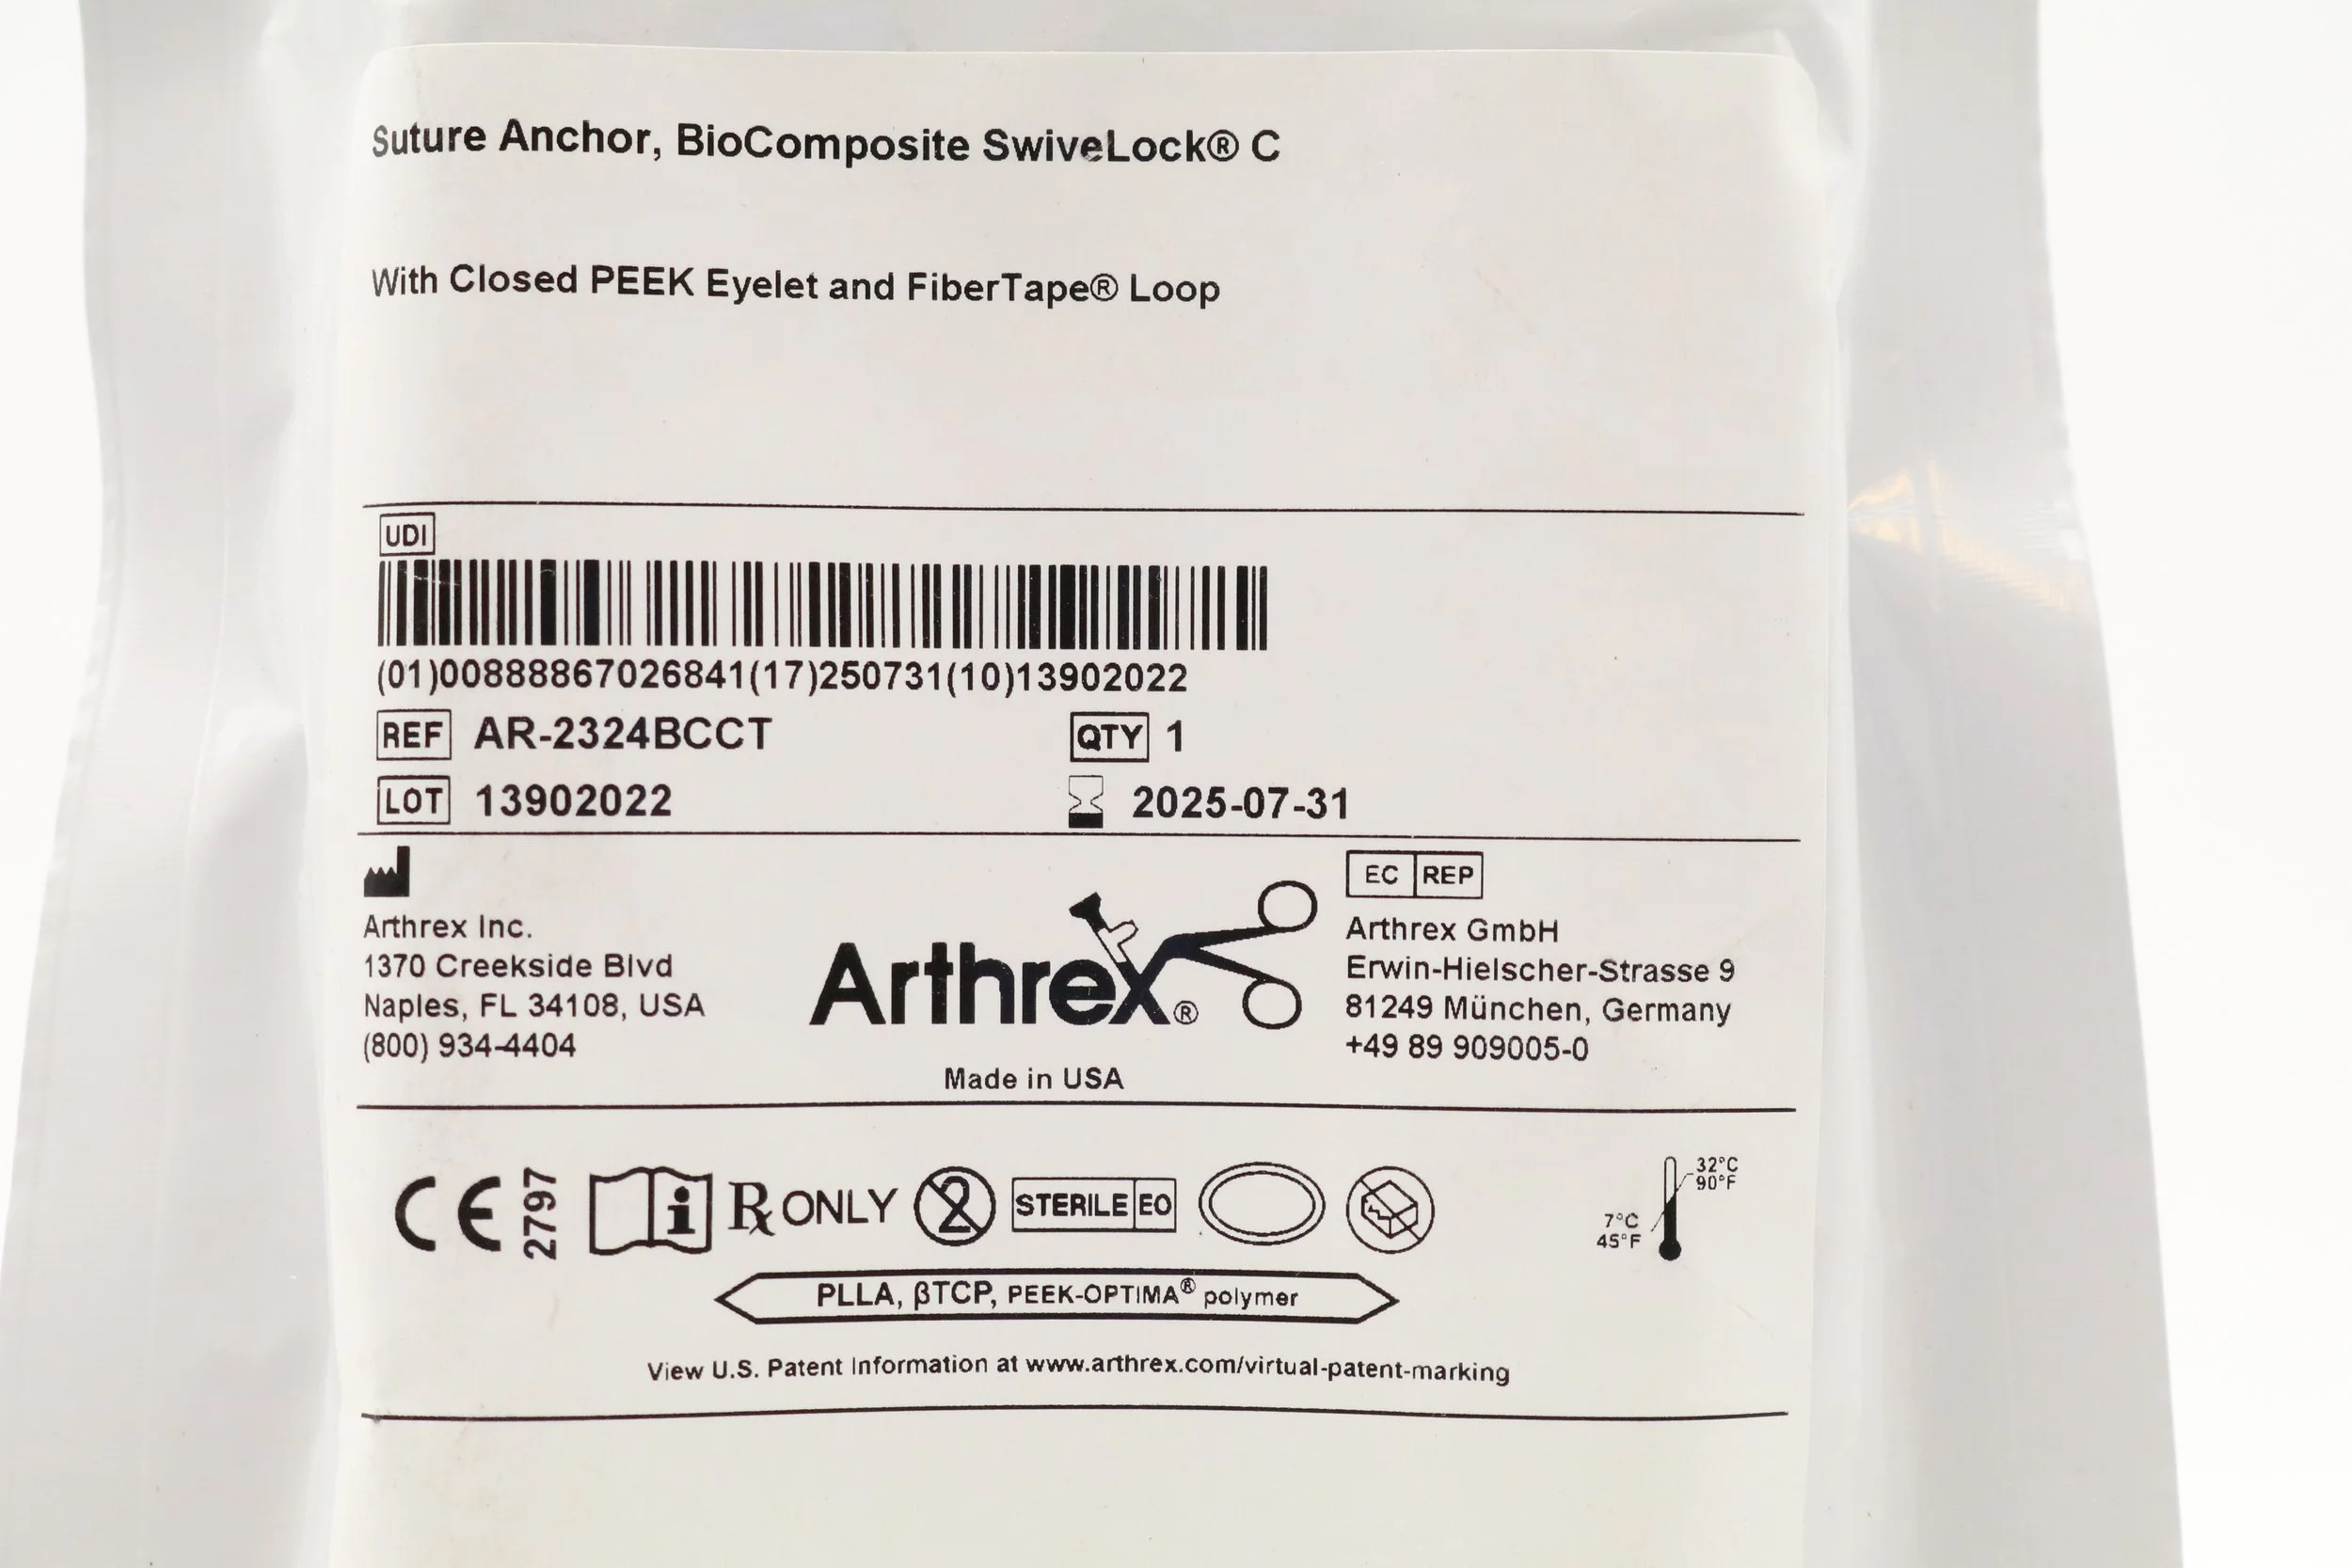 Suture Anchor, BioComposite SwiveLock® C
With Closed PEEK Eyelet and FiberTape® Loop
UDI
(01)00888867026841(17)250731(10)13902022
REF AR-2324BCCT QTY 1
LOT 13902022 2025-07-31
Arthrex Inc.
1370 Creekside Blvd
Naples, FL 34108, USA
(800) 934-4404
Arthrex®
Made in USA
EC REP
Arthrex GmbH
Erwin-Hielscher-Strasse 9
81249 München, Germany
+49 89 909005-0
CE 2797 i ℞ ONLY 2 STERILE EO
32°C
90°F
7°C
45°F
PLLA, βTCP, PEEK-OPTIMA® polymer
View U.S. Patent Information at www.arthrex.com/virtual-patent-marking